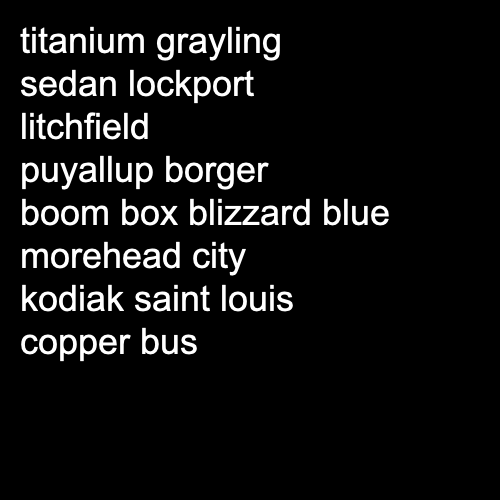 titanium grayling
sedan lockport
litchfield
puyallup borger
boom box blizzard blue
morehead city
kodiak saint louis
copper bus